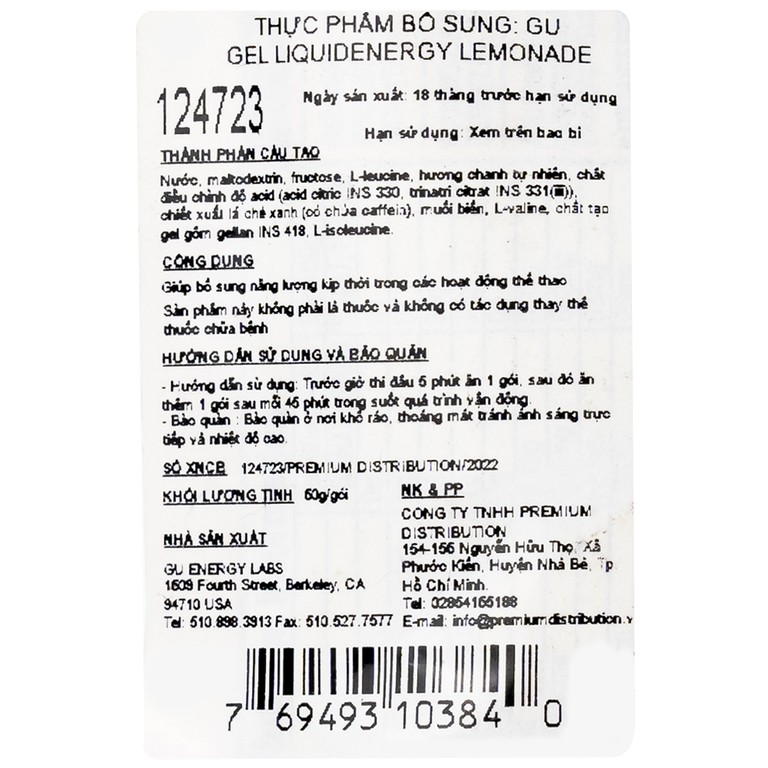 THỰC PHẨM BỔ SUNG: GU
GEL LIQUIDENERGY LEMONADE
124723
Ngày sản xuất: 18 tháng trước hạn sử dụng
Hạn sử dụng: Xem trên bao bì
THÀNH PHẦN CẤU TẠO
Nước, maltodextrin, fructose, L-leucine, hương chanh tự nhiên, chất
điều chỉnh độ acid (acid citric INS 330, trinatri citrat INS 331(iii)),
chiết xuất lá chè xanh (có chứa caffein), muối biển, L-valine, chất tạo
gel gôm gellan INS 418, L-isoleucine.
CÔNG DỤNG
Giúp bổ sung năng lượng kịp thời trong các hoạt động thể thao
Sản phẩm này không phải là thuốc và không có tác dụng thay thế
thuốc chữa bệnh
HƯỚNG DẪN SỬ DỤNG VÀ BẢO QUẢN
- Hướng dẫn sử dụng: Trước giờ thi đấu 5 phút ăn 1 gói, sau đó ăn
thêm 1 gói sau mỗi 45 phút trong suốt quá trình vận động.
- Bảo quản : Bảo quản ở nơi khô ráo, thoáng mát tránh ánh sáng trực
tiếp và nhiệt độ cao.
SỐ XNCB 124723/PREMIUM DISTRIBUTION/2022
KHỐI LƯỢNG TỊNH 60g/gói
NHÀ SẢN XUẤT
GU ENERGY LABS
1609 Fourth Street, Berkeley, CA
94710 USA
Tel: 510.898.3913 Fax: 510.527.7577
NK & PP
CÔNG TY TNHH PREMIUM
DISTRIBUTION
154-156 Nguyễn Hữu Thọ, Xã
Phước Kiển, Huyện Nhà Bè, Tp
Hồ Chí Minh.
Tel: 02854165188
E-mail: info@premiumdistribution.v
7 69493 10384 0